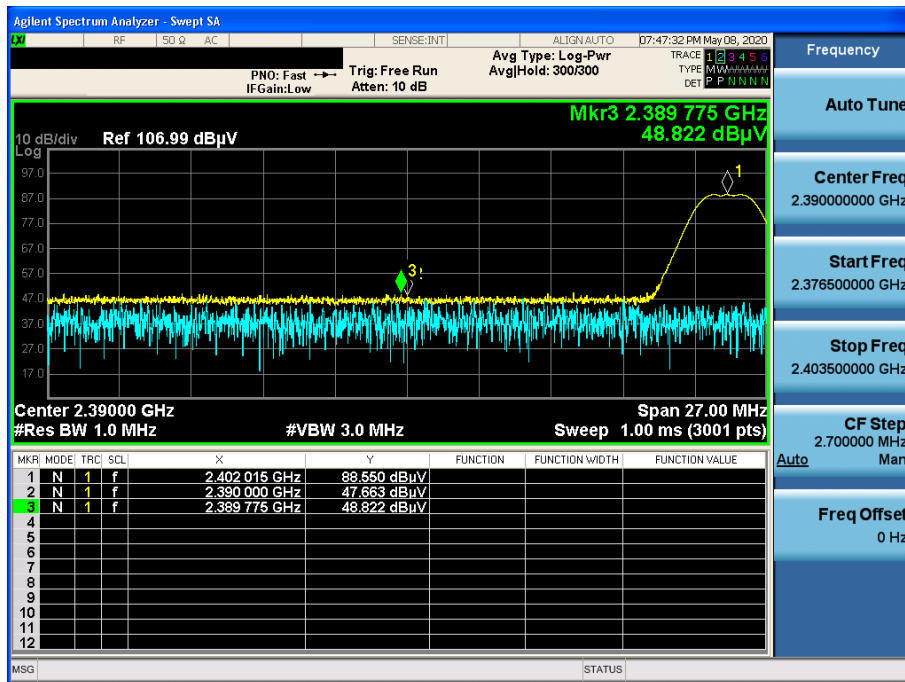 Agilent Spectrum Analyzer - Swept SA
LXI RF 50 Ω AC SENSE:INT ALIGN AUTO 07:47:32 PM May 08, 2020
PNO: Fast Trig: Free Run Avg Type: Log-Pwr TRACE 1 2 3 4 5 6
IFGain:Low Atten: 10 dB Avg|Hold: 300/300 TYPE MWWWWW
DET P P N N N N
Mkr3 2.389 775 GHz
48.822 dBµV
10 dB/div Ref 106.99 dBµV
Log
97.0
87.0
77.0
67.0
57.0
47.0
37.0
27.0
17.0
1
3
Center 2.39000 GHz Span 27.00 MHz
#Res BW 1.0 MHz #VBW 3.0 MHz Sweep 1.00 ms (3001 pts)
MKR MODE TRC SCL X Y FUNCTION FUNCTION WIDTH FUNCTION VALUE
1 N 1 f 2.402 015 GHz 88.550 dBµV
2 N 1 f 2.390 000 GHz 47.663 dBµV
3 N 1 f 2.389 775 GHz 48.822 dBµV
4
5
6
7
8
9
10
11
12
MSG STATUS
Frequency
Auto Tune
Center Freq
2.390000000 GHz
Start Freq
2.376500000 GHz
Stop Freq
2.403500000 GHz
CF Step
2.700000 MHz
Auto Man
Freq Offset
0 Hz